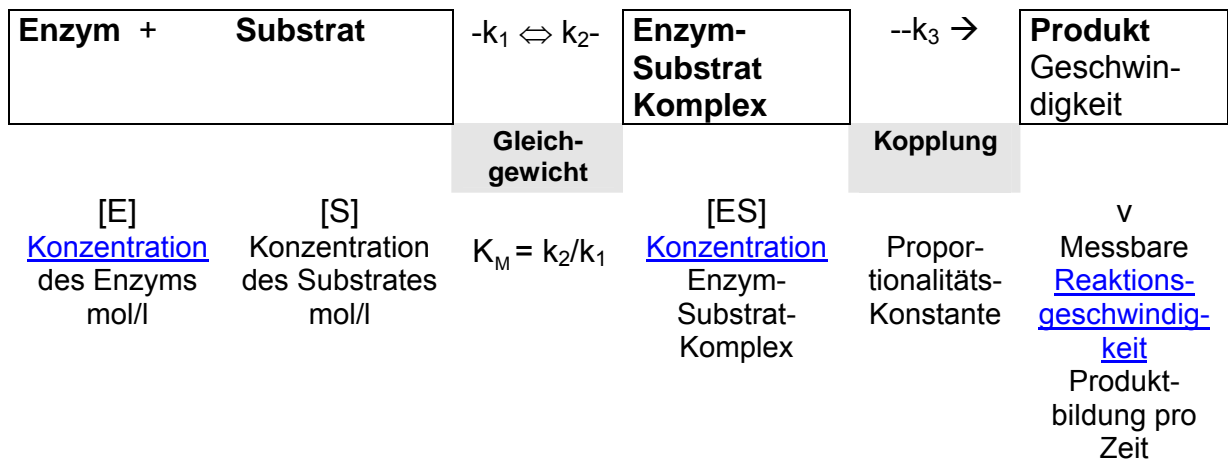 Enzym + Substrat
-k₁ ⇔ k₂-
Enzym-
Substrat
Komplex
--k₃ →
Produkt
Geschwin-
digkeit
Gleich-
gewicht
Kopplung
[E]
Konzentration
des Enzyms
mol/l
[S]
Konzentration
des Substrates
mol/l
K_M = k₂/k₁
[ES]
Konzentration
Enzym-
Substrat-
Komplex
Propor-
tionalitäts-
Konstante
v
Messbare
Reaktions-
geschwindig-
keit
Produkt-
bildung pro
Zeit